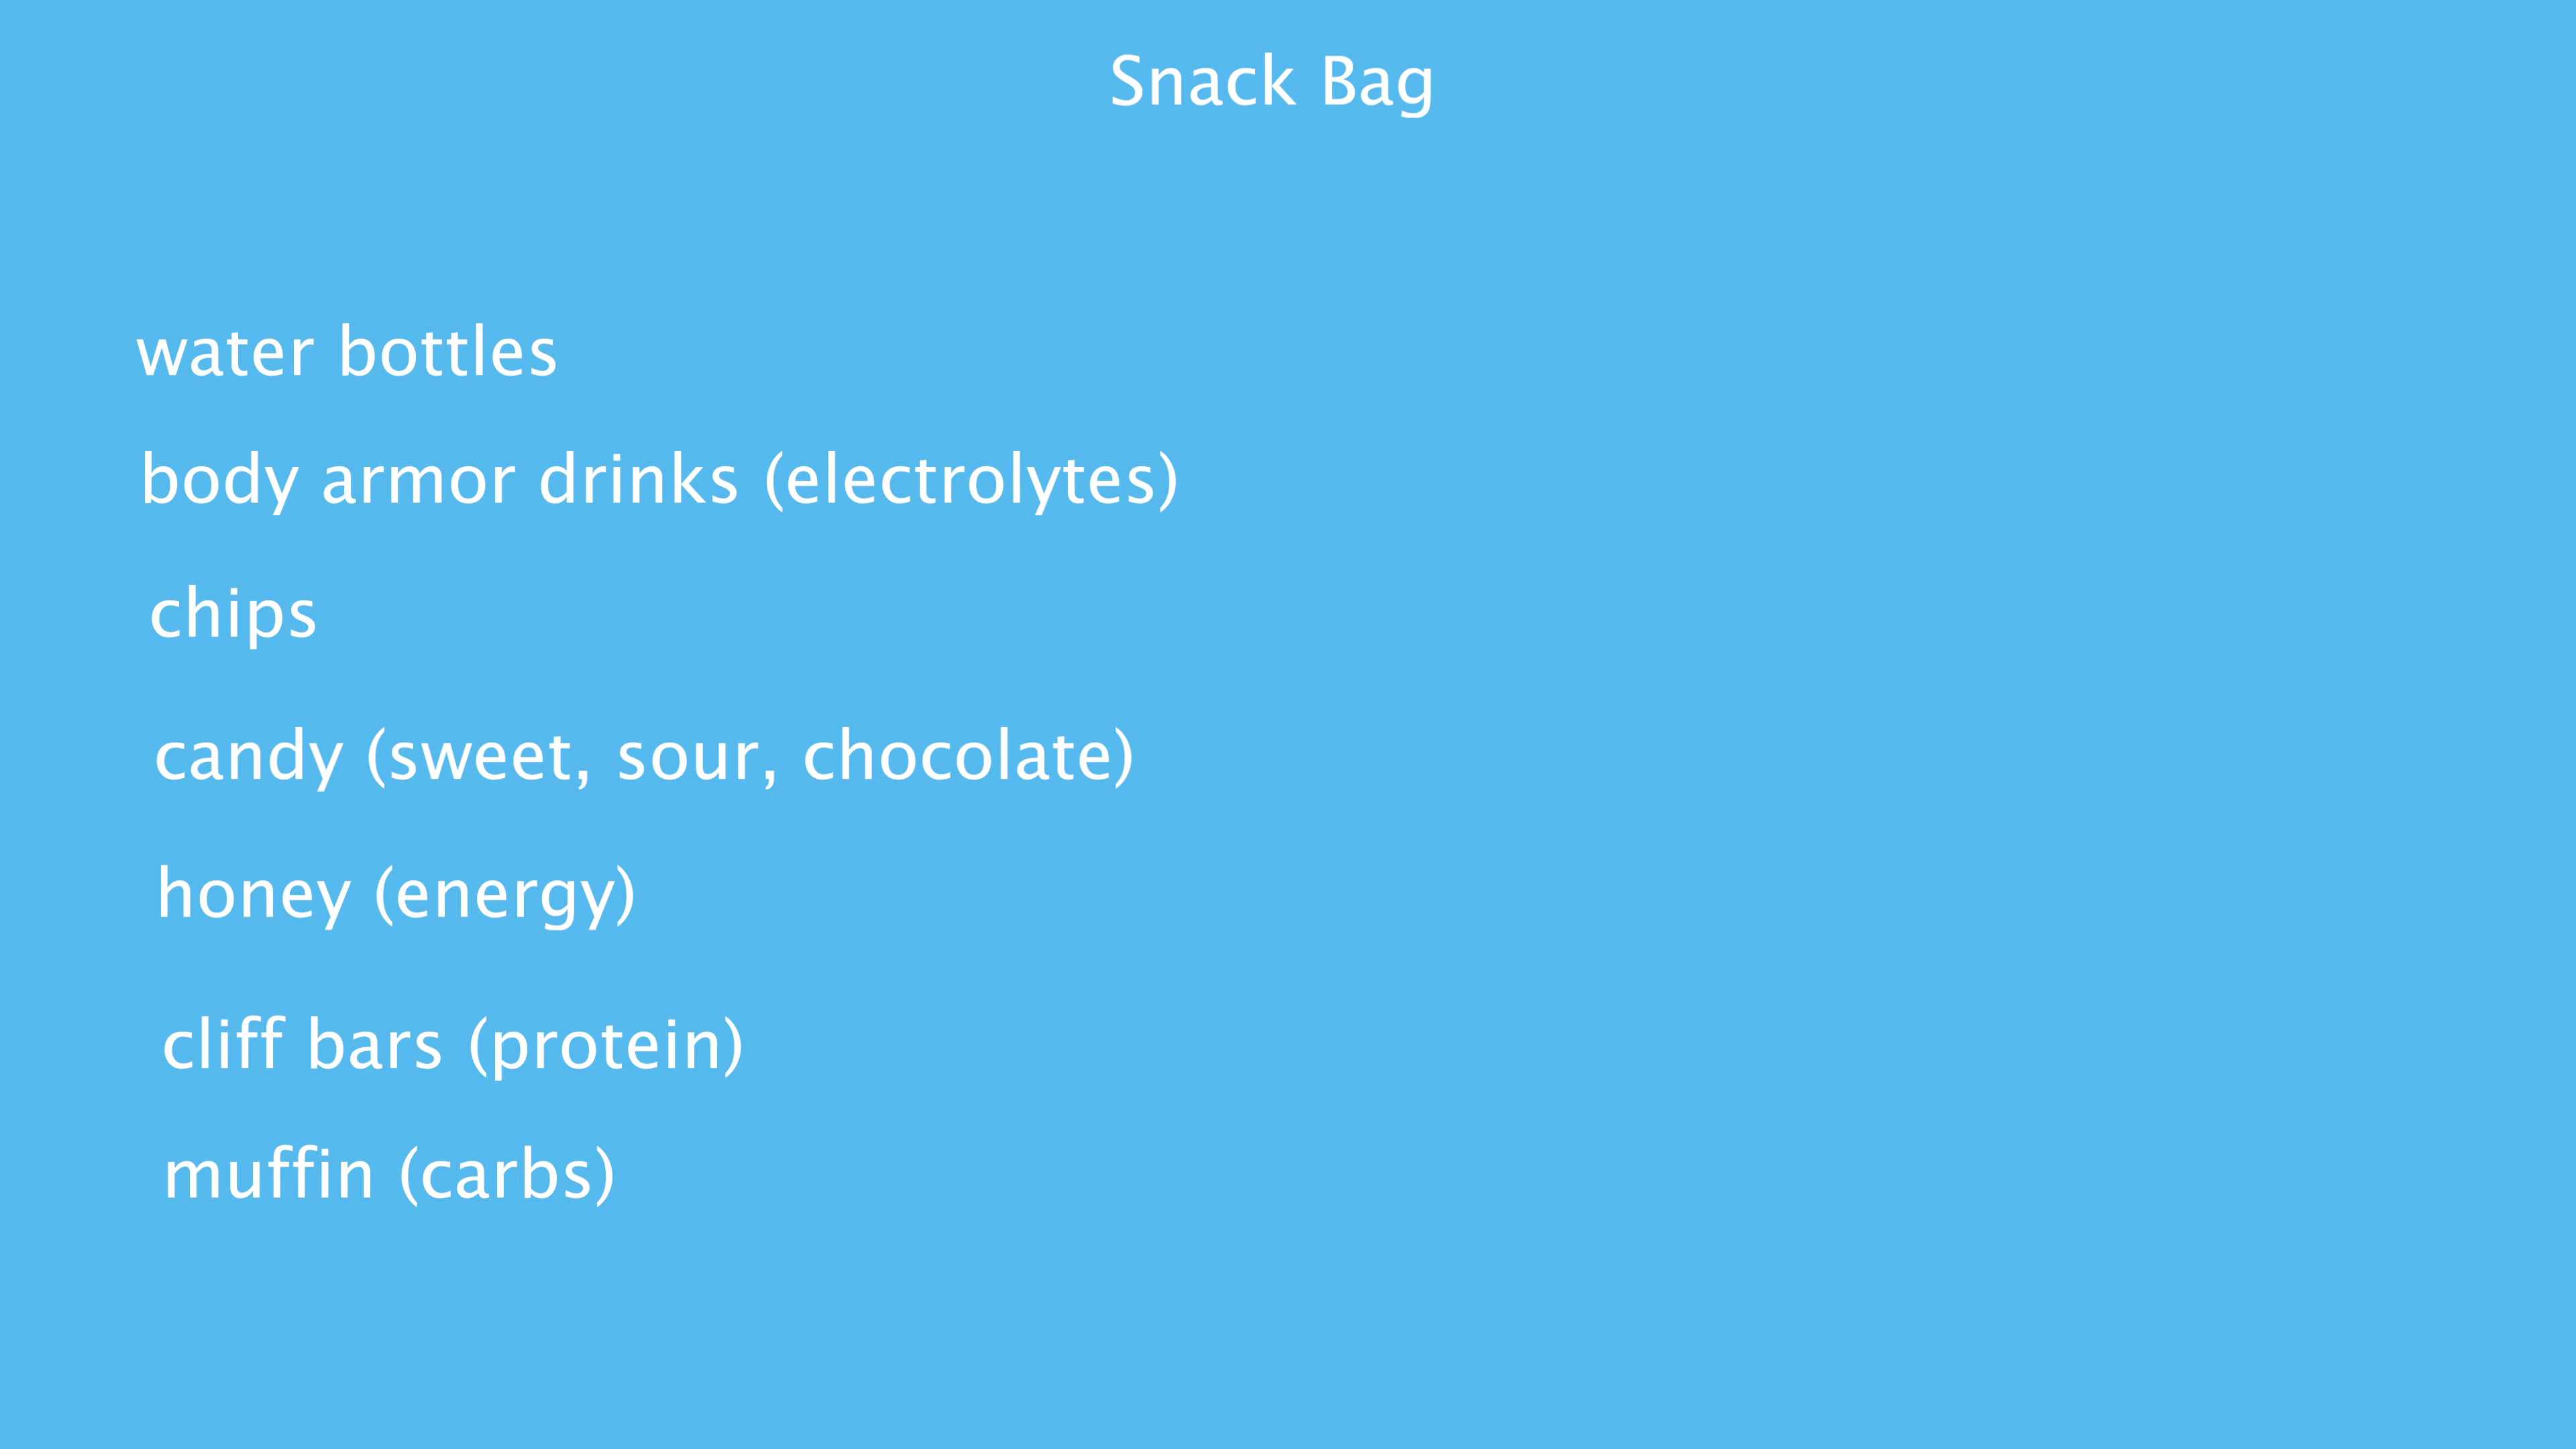 Snack Bag
water bottles
body armor drinks (electrolytes)
chips
candy (sweet, sour, chocolate)
honey (energy)
cliff bars (protein)
muffin (carbs)